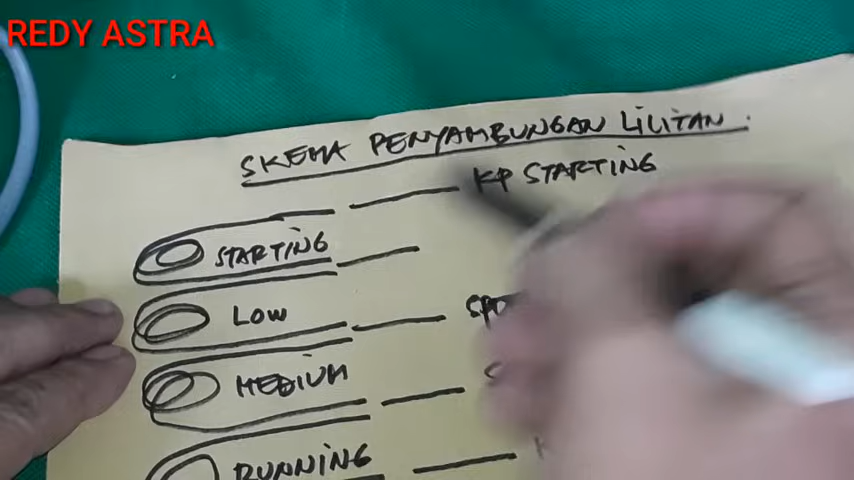 REDY ASTRA
SKEMA PENYAMBUNGAN LILITAN.
KP STARTING
STARTING
LOW
MEDIUM
RUNNING